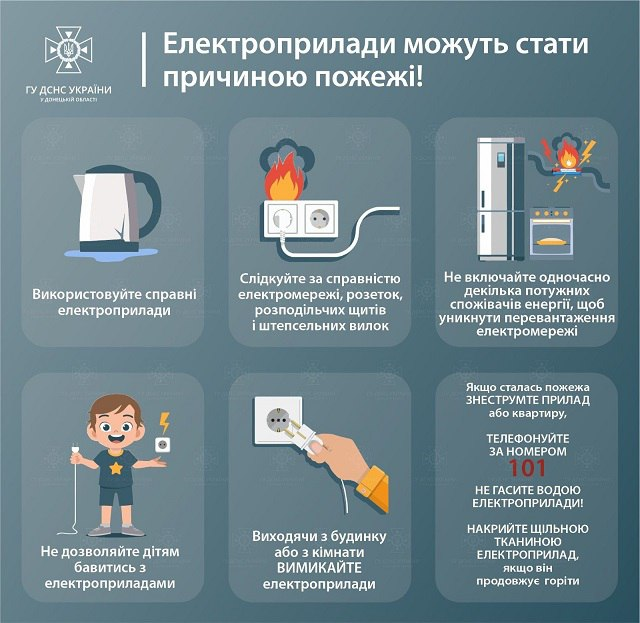 ГУ ДСНС УКРАЇНИ
У ДОНЕЦЬКІЙ ОБЛАСТІ
Електроприлади можуть стати
причиною пожежі!
Використовуйте справні
електроприлади
Слідкуйте за справністю
електромережі, розеток,
розподільчих щитів
і штепсельних вилок
Не включайте одночасно
декілька потужних
споживачів енергії, щоб
уникнути перевантаження
електромережі
Не дозволяйте дітям
бавитись з
електроприладами
Виходячи з будинку
або з кімнати
ВИМИКАЙТЕ
електроприлади
Якщо сталась пожежа
ЗНЕСТРУМТЕ ПРИЛАД
або квартиру,
ТЕЛЕФОНУЙТЕ
ЗА НОМЕРОМ
101
НЕ ГАСИТЕ ВОДОЮ
ЕЛЕКТРОПРИЛАДИ!
НАКРИЙТЕ ЩІЛЬНОЮ
ТКАНИНОЮ
ЕЛЕКТРОПРИЛАД,
якщо він
продовжує горіти